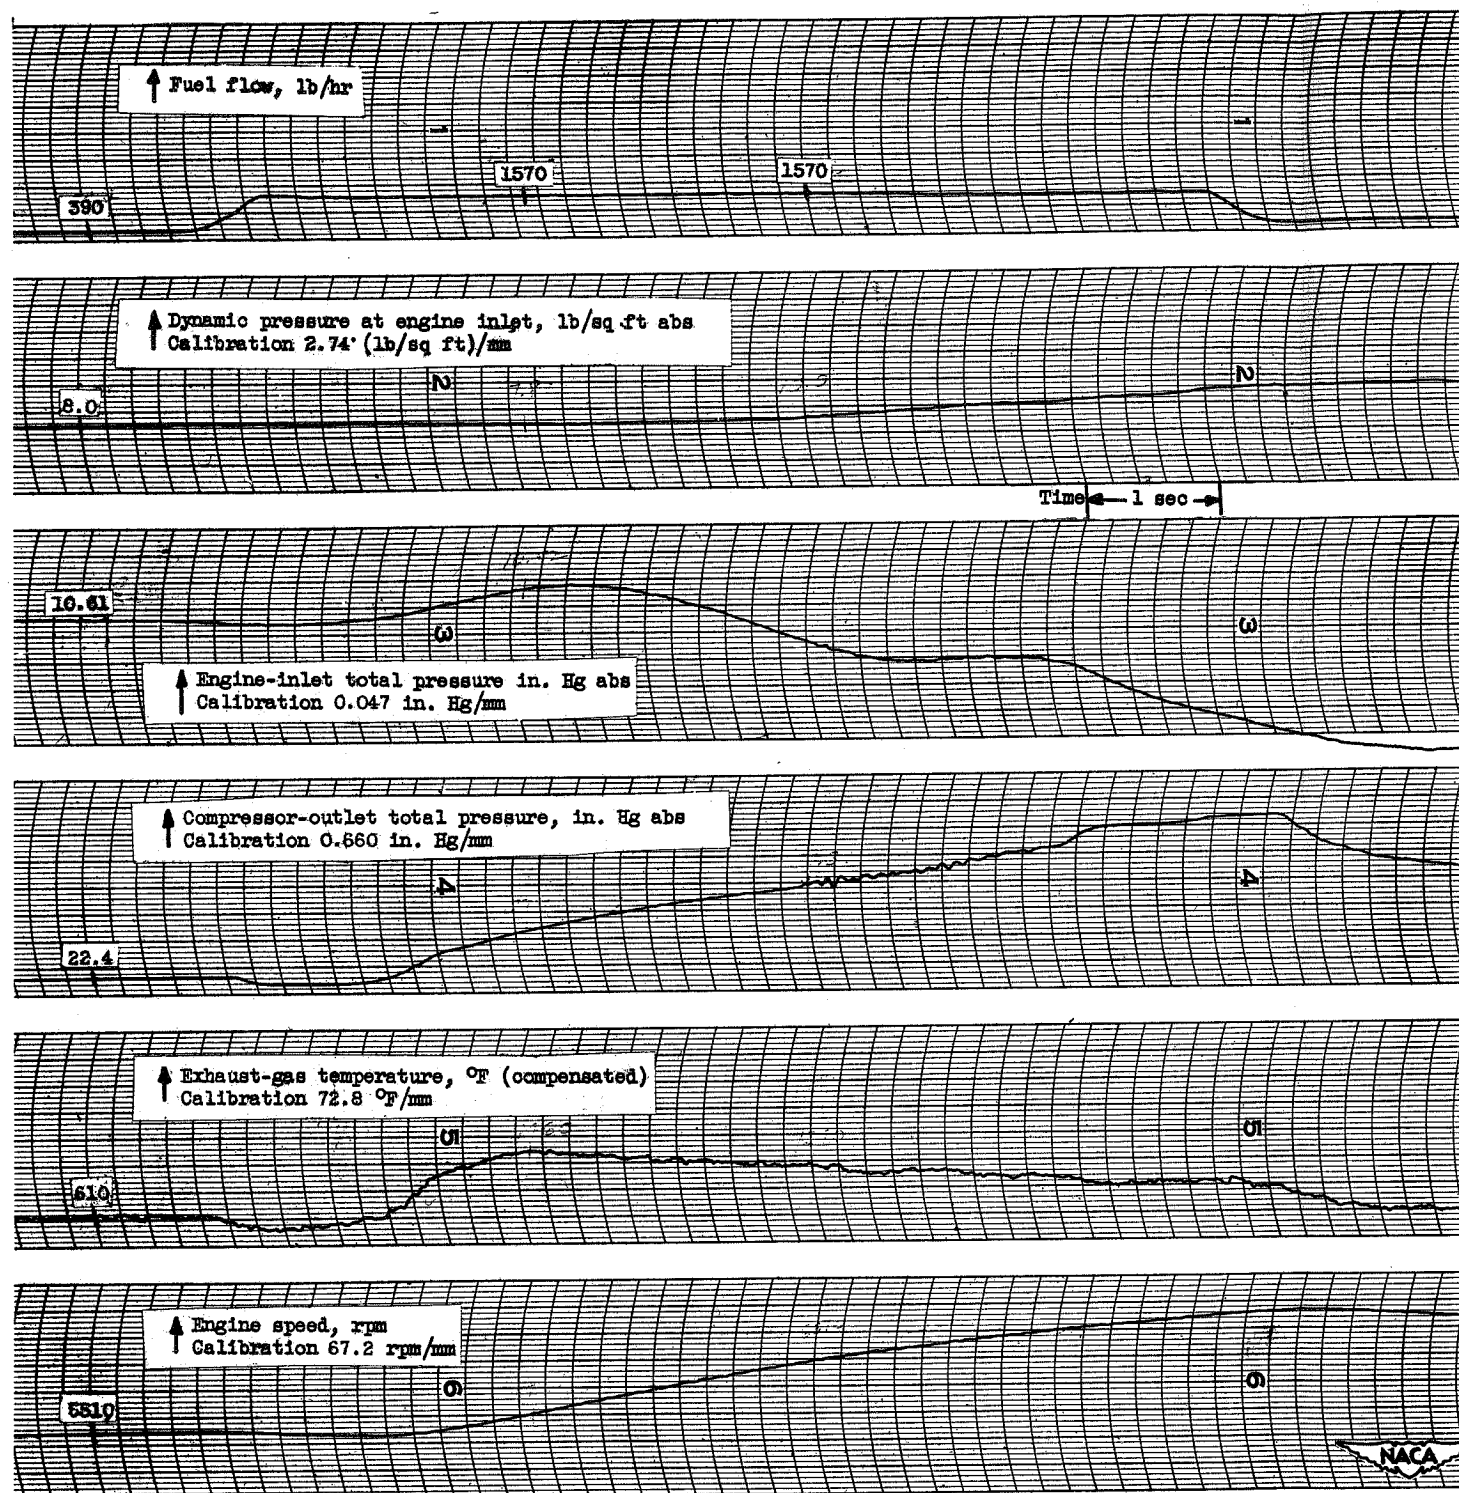 Fuel flow, lb/hr
1
1
1570
1570
390
Dynamic pressure at engine inlet, lb/sq ft abs
Calibration 2.74 (lb/sq ft)/mm
2
2
8.0
Time 1 sec
10.61
3
3
Engine-inlet total pressure in. Hg abs
Calibration 0.047 in. Hg/mm
Compressor-outlet total pressure, in. Hg abs
Calibration 0.660 in. Hg/mm
4
4
22.4
Exhaust-gas temperature, °F (compensated)
Calibration 72.8 °F/mm
5
5
610
Engine speed, rpm
Calibration 67.2 rpm/mm
6
6
NACA